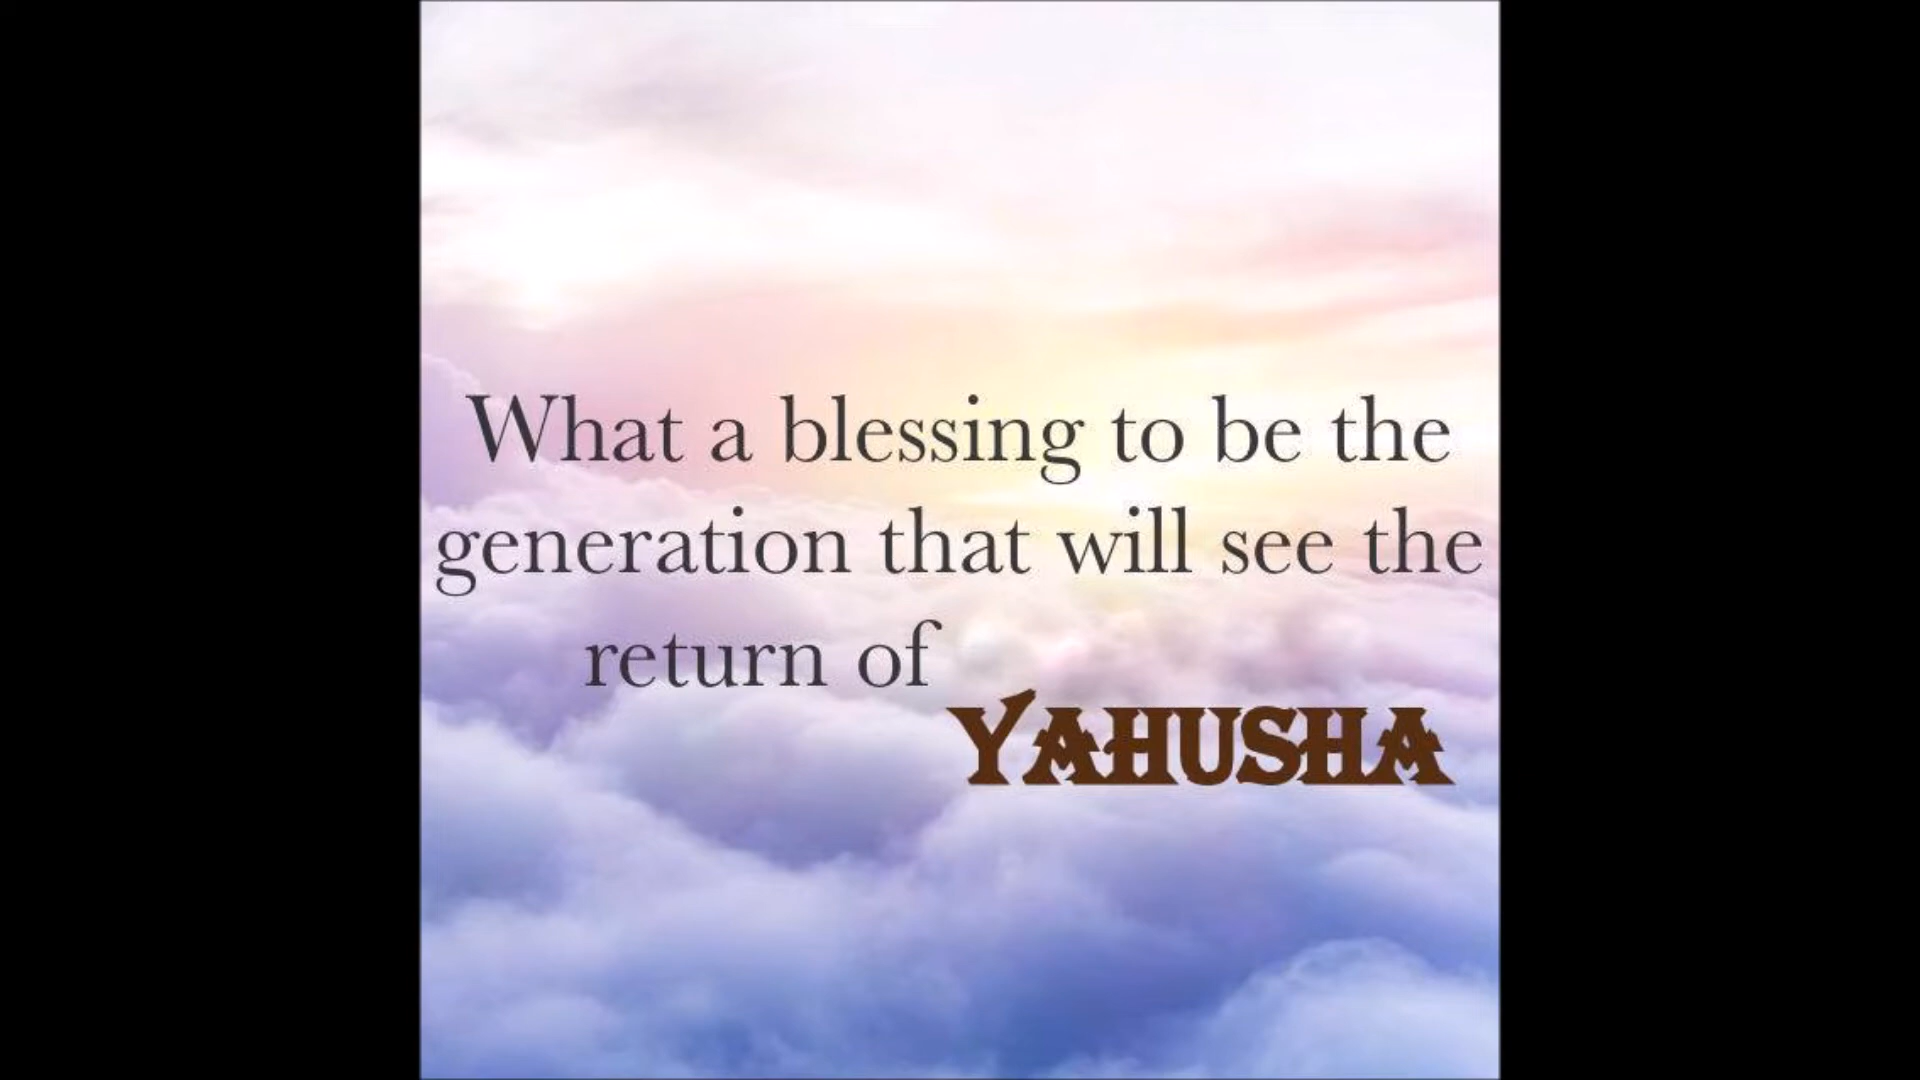 What a blessing to be the
generation that will see the
return of
YAHUSHA